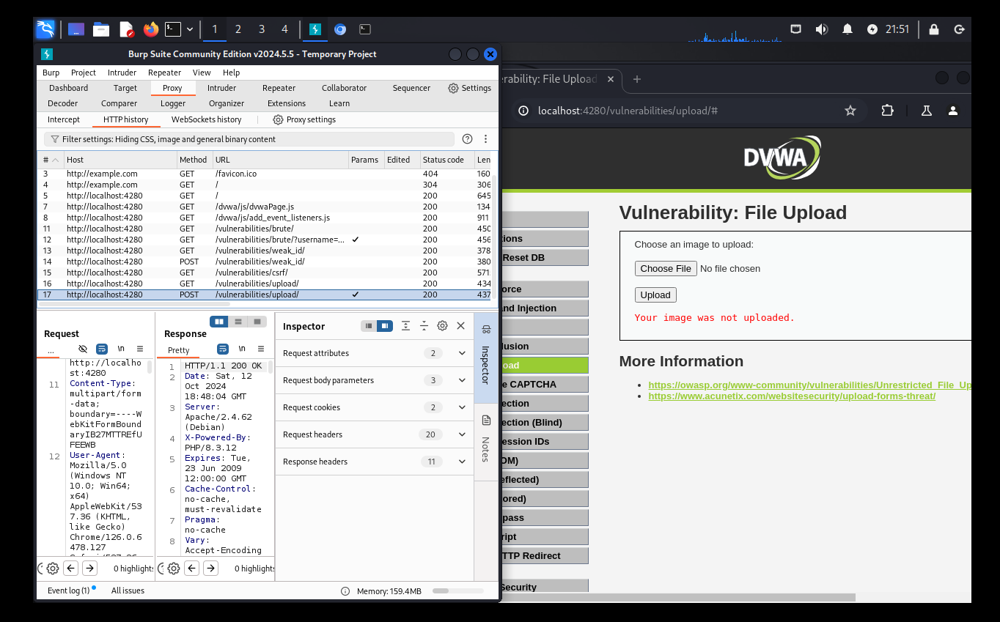 1 2 3 4 21:51
Burp Suite Community Edition v2024.5.5 - Temporary Project
Burp Project Intruder Repeater View Help
Dashboard Target Proxy Intruder Repeater Collaborator Sequencer Settings
Decoder Comparer Logger Organizer Extensions Learn
Intercept HTTP history WebSockets history Proxy settings
Filter settings: Hiding CSS, image and general binary content
# Host Method URL Params Edited Status code Len
3 http://example.com GET /favicon.ico 404 160
4 http://example.com GET / 304 306
5 http://localhost:4280 GET / 200 645
7 http://localhost:4280 GET /dvwa/js/dvwaPage.js 200 134
8 http://localhost:4280 GET /dvwa/js/add_event_listeners.js 200 911
11 http://localhost:4280 GET /vulnerabilities/brute/ 200 450
12 http://localhost:4280 GET /vulnerabilities/brute/?username=... ✓ 200 456
13 http://localhost:4280 GET /vulnerabilities/weak_id/ 200 378
14 http://localhost:4280 POST /vulnerabilities/weak_id/ 200 380
15 http://localhost:4280 GET /vulnerabilities/csrf/ 200 571
16 http://localhost:4280 GET /vulnerabilities/upload/ 200 434
17 http://localhost:4280 POST /vulnerabilities/upload/ ✓ 200 437
Request
...
\n
http://localho
st:4280
11 Content-Type:
multipart/form
-data;
boundary=----W
ebKitFormBound
aryIB27MTTREfU
FEEWB
12 User-Agent:
Mozilla/5.0
(Windows NT
10.0; Win64;
x64)
AppleWebKit/53
7.36 (KHTML,
like Gecko)
Chrome/126.0.6
478.127
0 highlights
Response
Pretty \n
1 HTTP/1.1 200 OK
2 Date: Sat, 12
Oct 2024
18:48:04 GMT
3 Server:
Apache/2.4.62
(Debian)
4 X-Powered-By:
PHP/8.3.12
5 Expires: Tue,
23 Jun 2009
12:00:00 GMT
6 Cache-Control:
no-cache,
must-revalidate
7 Pragma:
no-cache
8 Vary:
Accept-Encoding
0 highlights
Inspector
Request attributes 2
Request body parameters 3
Request cookies 2
Request headers 20
Response headers 11
Inspector
Notes
Event log (1) All issues Memory: 159.4MB
rability: File Upload
localhost:4280/vulnerabilities/upload/#
DVWA
tions
Reset DB
orce
nd Injection
lusion
oad
e CAPTCHA
ection
ection (Blind)
ession IDs
OM)
eflected)
ored)
pass
ript
TTP Redirect
Security
Vulnerability: File Upload
Choose an image to upload:
Choose File No file chosen
Upload
Your image was not uploaded.
More Information
https://owasp.org/www-community/vulnerabilities/Unrestricted_File_Up
https://www.acunetix.com/websitesecurity/upload-forms-threat/